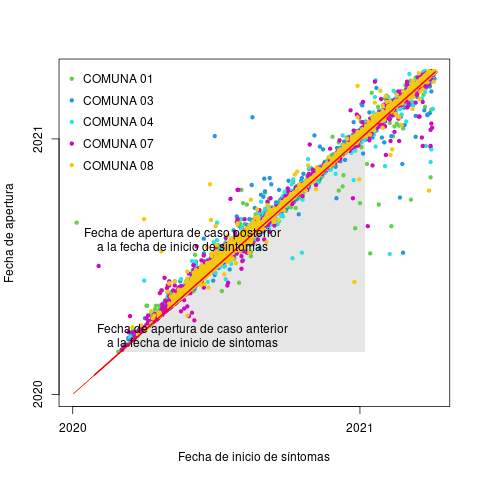 COMUNA 01
COMUNA 03
COMUNA 04
COMUNA 07
COMUNA 08
Fecha de apertura de caso posterior
a la fecha de inicio de síntomas
Fecha de apertura de caso anterior
a la fecha de inicio de síntomas
Fecha de apertura
2021
2020
2020
2021
Fecha de inicio de síntomas